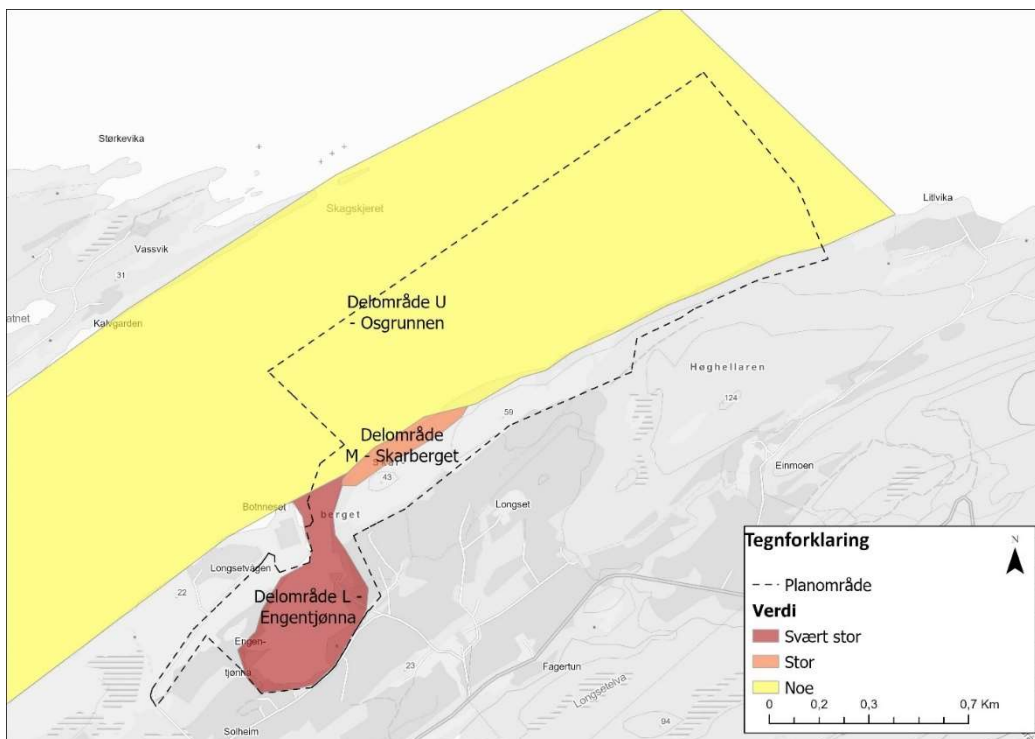 Størkevika
Skagskjeret
Litlvika
Vassvik
31
atnet
Kalvgarden
Delområde U
- Osgrunnen
Høghellaren
124
59
Delområde
M - Skarberget
43
Einmoen
Botnneset
berget
Longset
Longsetvågen
22
Delområde L -
Engentjønna
Engen-
tjønna
23
Fagertun
Longsetelva
94
Solheim
Tegnforklaring
N
Planområde
Verdi
Svært stor
Stor
Noe
0 0,2 0,3 0,7 Km